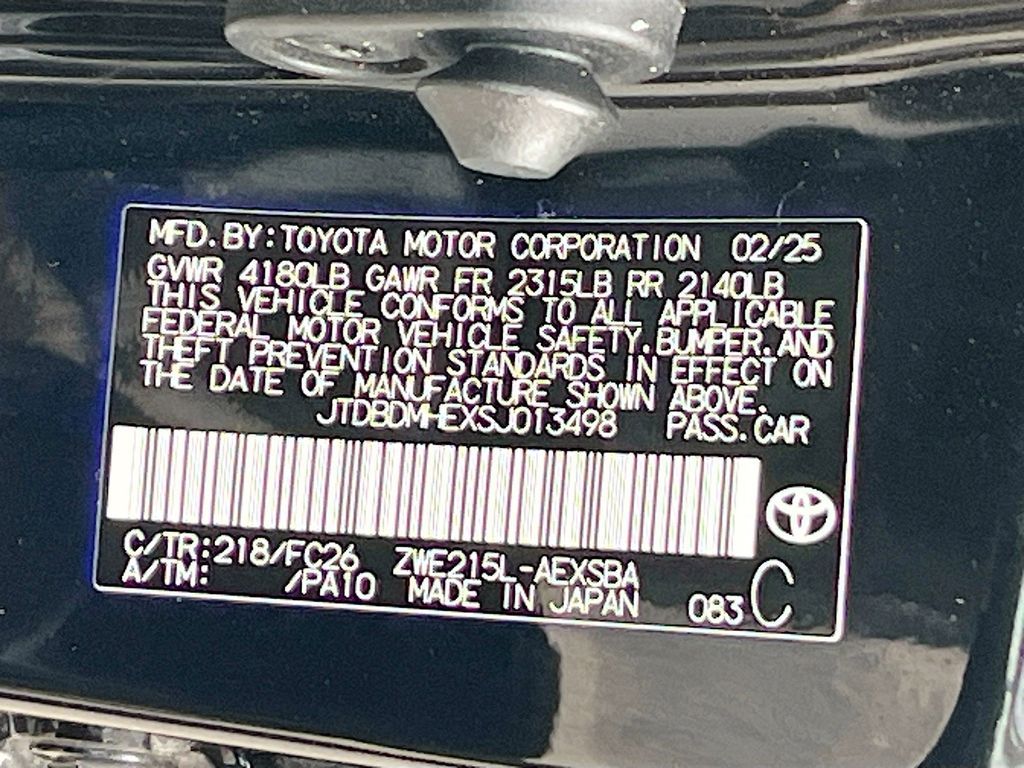 MFD. BY: TOYOTA MOTOR CORPORATION 02/25
GVWR 4180LB GAWR FR 2315LB RR 2140LB
THIS VEHICLE CONFORMS TO ALL APPLICABLE
FEDERAL MOTOR VEHICLE SAFETY. BUMPER. AND
THEFT PREVENTION STANDARDS IN EFFECT ON
THE DATE OF MANUFACTURE SHOWN ABOVE.
JTDBDMHEXSJ013498 PASS. CAR
C/TR: 218/FC26 ZWE215L-AEXSBA
A/TM: /PA10 MADE IN JAPAN 083 C